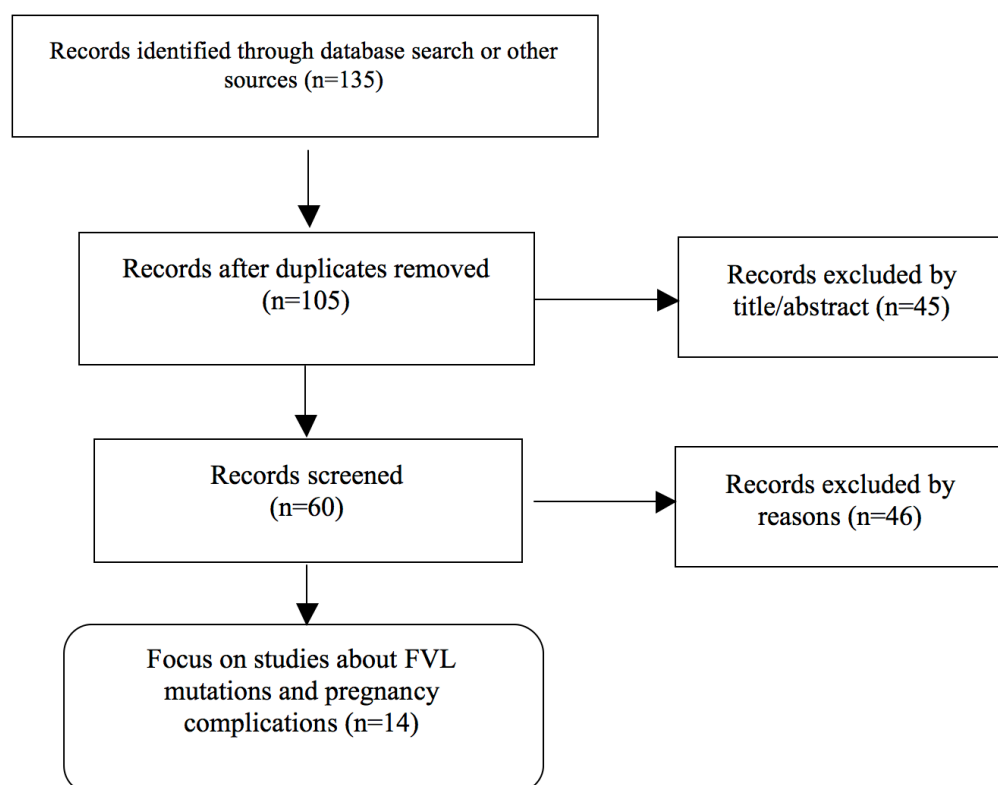 Records identified through database search or other
sources (n=135)
Records after duplicates removed
(n=105)
Records excluded by
title/abstract (n=45)
Records screened
(n=60)
Records excluded by
reasons (n=46)
Focus on studies about FVL
mutations and pregnancy
complications (n=14)